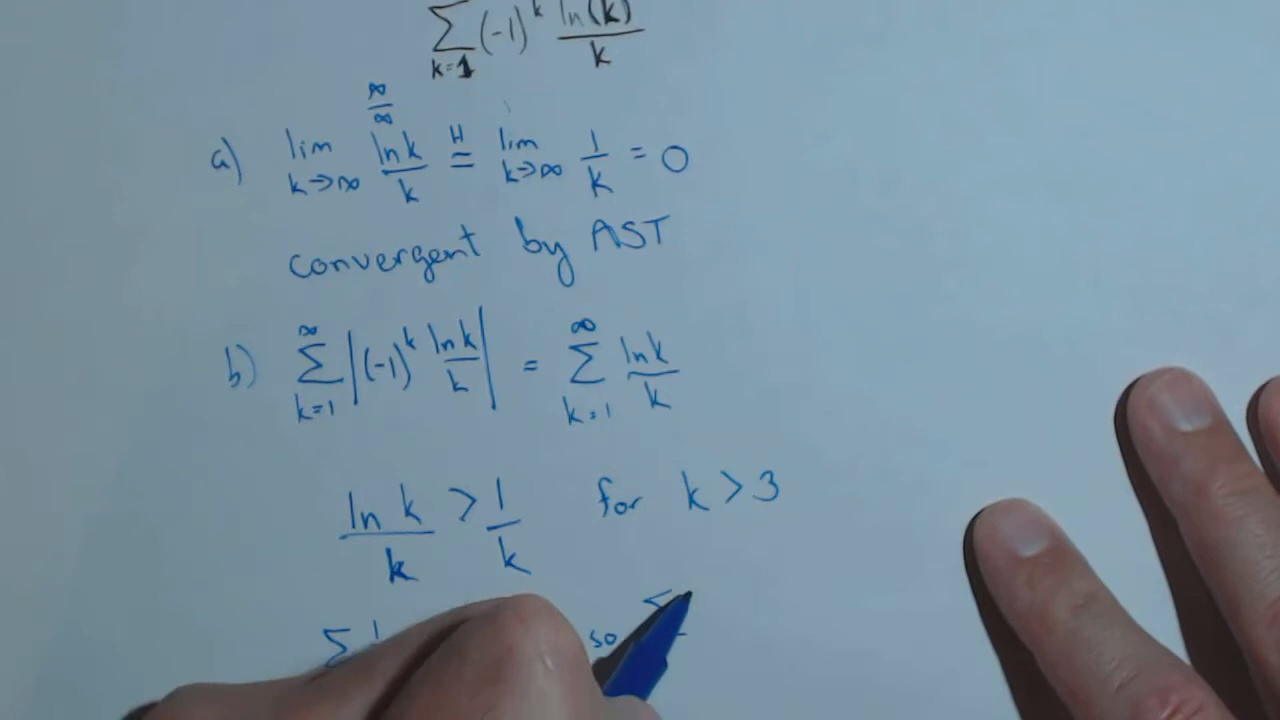 ∑ (-1)^k ln(k)/k
k=1
a) lim k→∞ ln k/k ∞/∞ =^H lim k→∞ 1/k = 0
convergent by AST
b) ∑_{k=1}^∞ |(-1)^k ln k/k| = ∑_{k=1}^∞ ln k/k
ln k/k > 1/k for k > 3
∑ 1 so